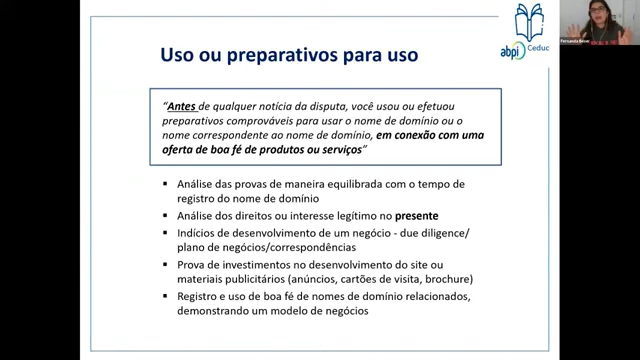 abpi
Ceduc
Uso ou preparativos para uso
“Antes de qualquer notícia da disputa, você usou ou efetuou
preparativos comprováveis para usar o nome de domínio ou o
nome correspondente ao nome de domínio, em conexão com uma
oferta de boa fé de produtos ou serviços”
▪ Análise das provas de maneira equilibrada com o tempo de
registro do nome de domínio
▪ Análise dos direitos ou interesse legítimo no presente
▪ Indícios de desenvolvimento de um negócio - due diligence/
plano de negócios/correspondências
▪ Prova de investimentos no desenvolvimento do site ou
materiais publicitários (anúncios, cartões de visita, brochure)
▪ Registro e uso de boa fé de nomes de domínio relacionados,
demonstrando um modelo de negócios